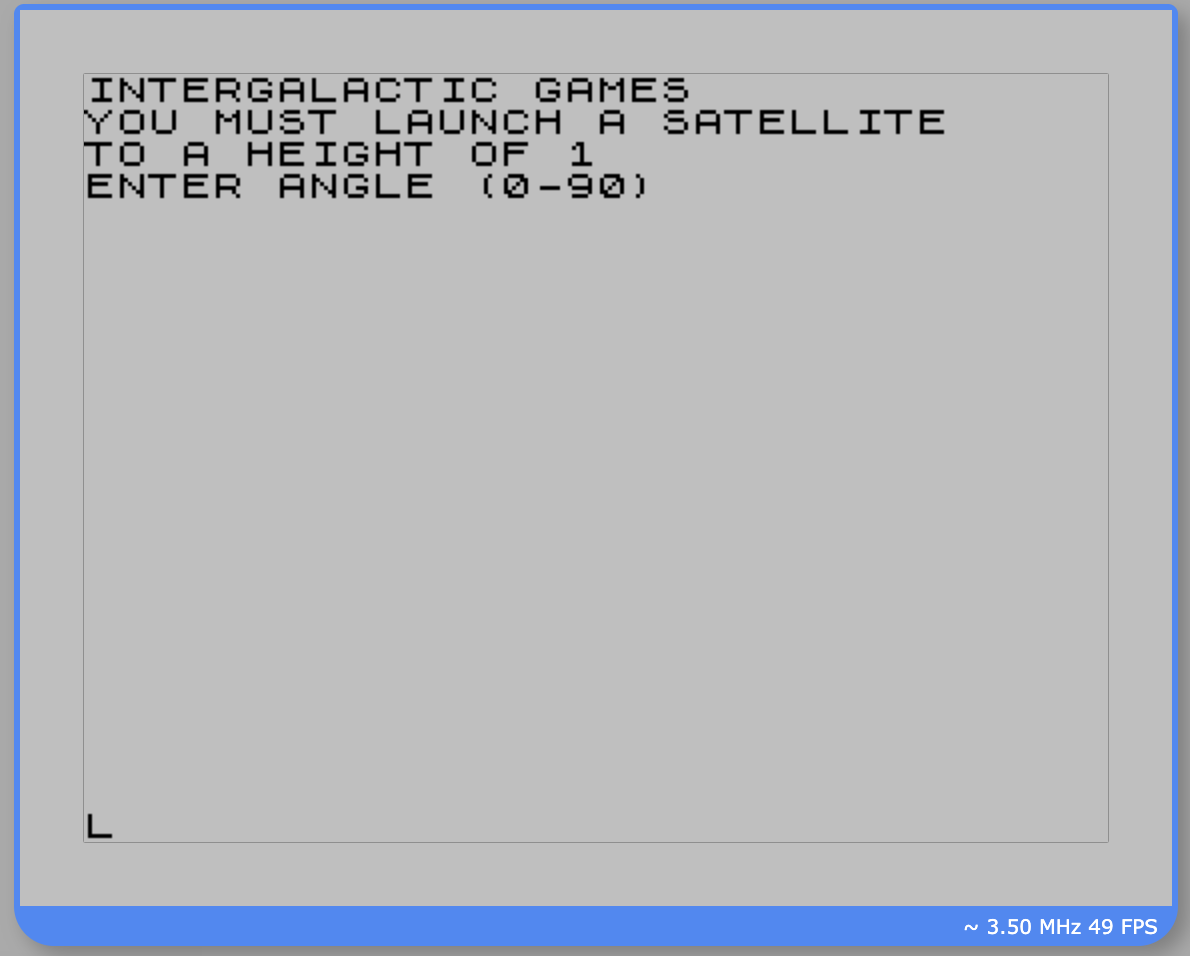 INTERGALACTIC GAMES
YOU MUST LAUNCH A SATELLITE
TO A HEIGHT OF 1
ENTER ANGLE (0-90)
L
~ 3.50 MHz 49 FPS